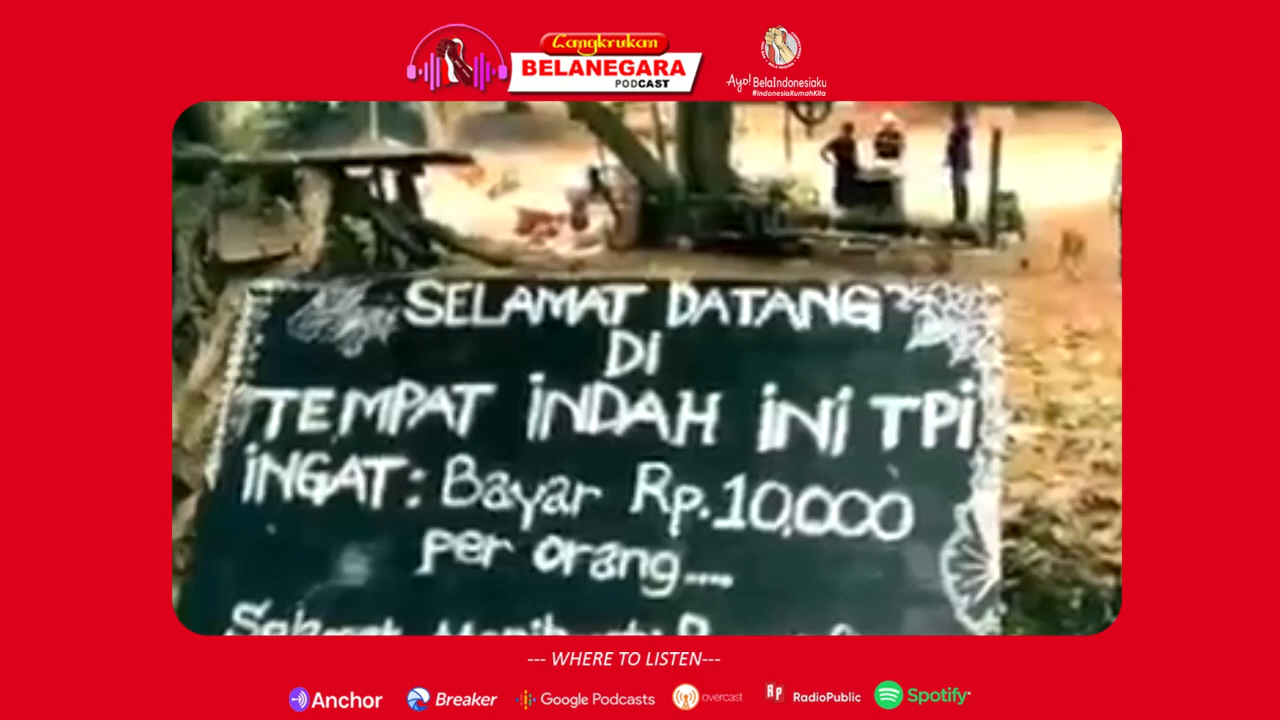 Cangkrukan
BELANEGARA
PODCAST
Ayo! BelaIndonesiaku
#IndonesiaRumahKita
SELAMAT DATANG
Di
TEMPAT iNDAH iNi TPi
iNGAT: Bayar Rp.10,000
per orang....
--- WHERE TO LISTEN---
Anchor
Breaker
Google Podcasts
overcast
RP RadioPublic
Spotify